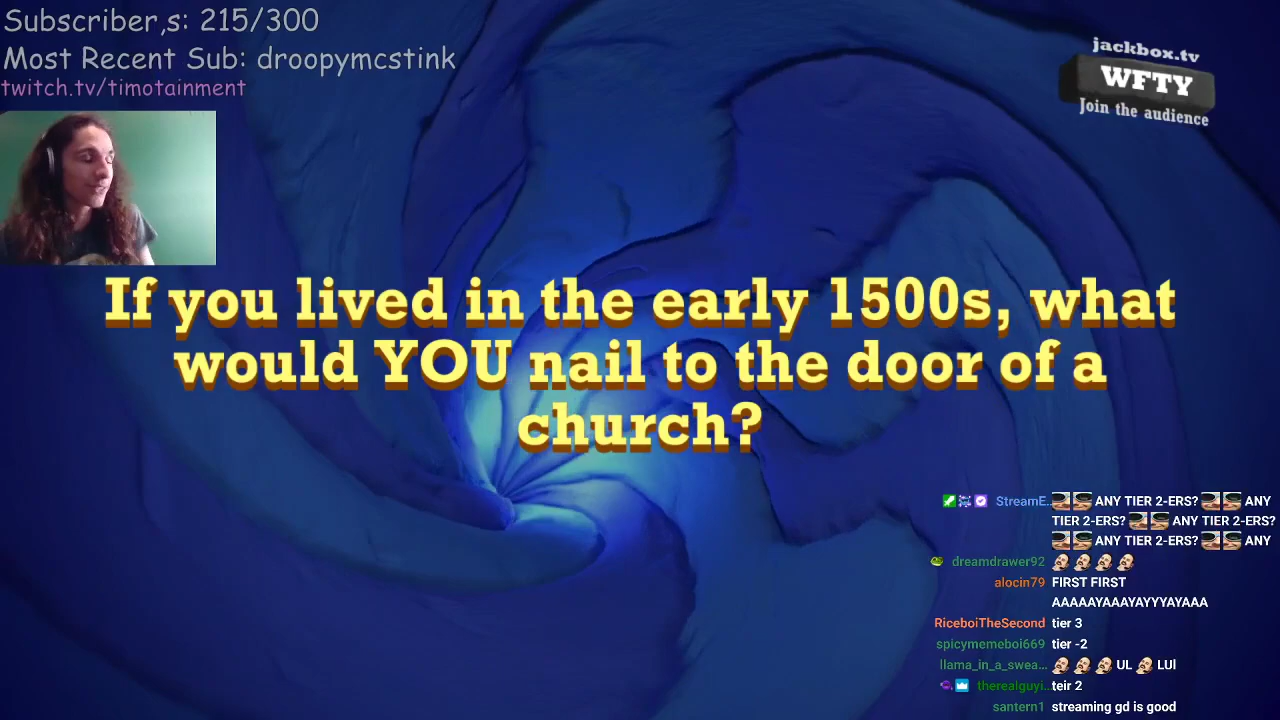 Subscriber,s: 215/300
Most Recent Sub: droopymcstink
twitch.tv/timotainment
jackbox.tv
WFTY
Join the audience
If you lived in the early 1500s, what
would YOU nail to the door of a
church?
StreamE.. ANY TIER 2-ERS? ANY
TIER 2-ERS? ANY TIER 2-ERS?
ANY TIER 2-ERS? ANY
dreamdrawer92
alocin79 FIRST FIRST
AAAAAYAAAYAYYYAYAAA
RiceboiTheSecond tier 3
spicymemeboi669 tier -2
llama_in_a_swea... UL LUl
therealguyi.. teir 2
santern1 streaming gd is good